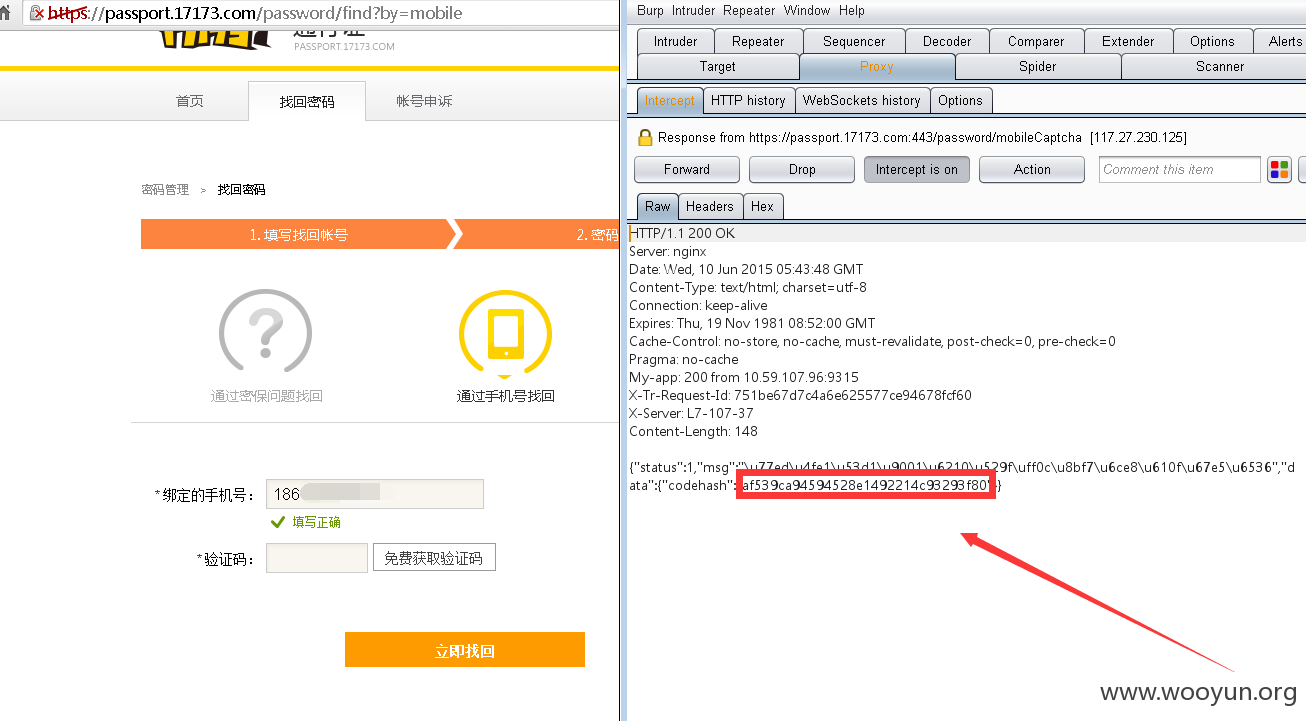 https://passport.17173.com/password/find?by=mobile
PASSPORT.17173.COM
首页
找回密码
帐号申诉
密码管理 > 找回密码
1.填写找回帐号
2.密码
通过密保问题找回
通过手机号找回
*绑定的手机号：
186
填写正确
*验证码：
免费获取验证码
立即找回
Burp Intruder Repeater Window Help
Intruder Repeater Sequencer Decoder Comparer Extender Options Alerts
Target Proxy Spider Scanner
Intercept HTTP history WebSockets history Options
Response from https://passport.17173.com:443/password/mobileCaptcha [117.27.230.125]
Forward Drop Intercept is on Action Comment this item
Raw Headers Hex
HTTP/1.1 200 OK
Server: nginx
Date: Wed, 10 Jun 2015 05:43:48 GMT
Content-Type: text/html; charset=utf-8
Connection: keep-alive
Expires: Thu, 19 Nov 1981 08:52:00 GMT
Cache-Control: no-store, no-cache, must-revalidate, post-check=0, pre-check=0
Pragma: no-cache
My-app: 200 from 10.59.107.96:9315
X-Tr-Request-Id: 751be67d7c4a6e625577ce94678fcf60
X-Server: L7-107-37
Content-Length: 148
{"status":1,"msg":"\u77ed\u4fe1\u53d1\u9001\u6210\u529f\uff0c\u8bf7\u6ce8\u610f\u67e5\u6536","d
ata":{"codehash":"af539ca94594528e1492214c93293f80"}}
www.wooyun.org